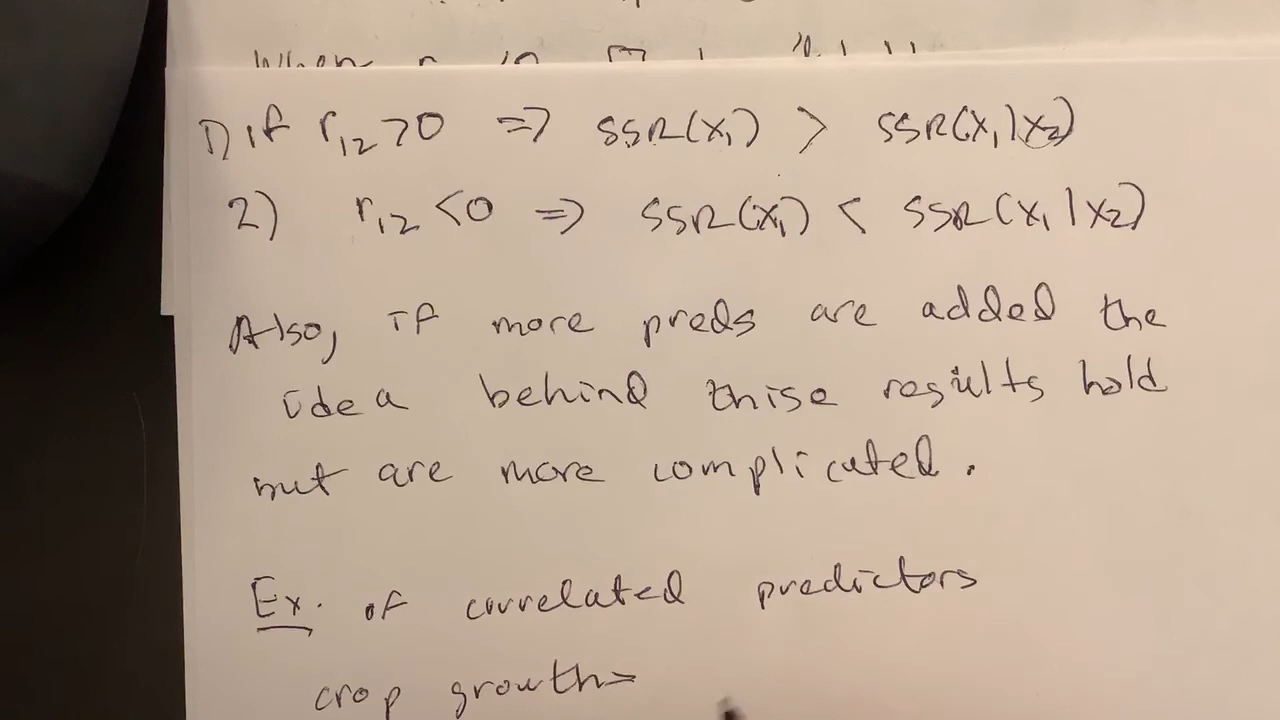 When
1) if r₁₂ > 0 => SSR(X₁) > SSR(X₁|X₂)
2) r₁₂ < 0 => SSR(X₁) < SSR(X₁|X₂)
Also, if more preds are added the
idea behind thise results hold
but are more complicated.
Ex. of correlated predictors
crop growth =